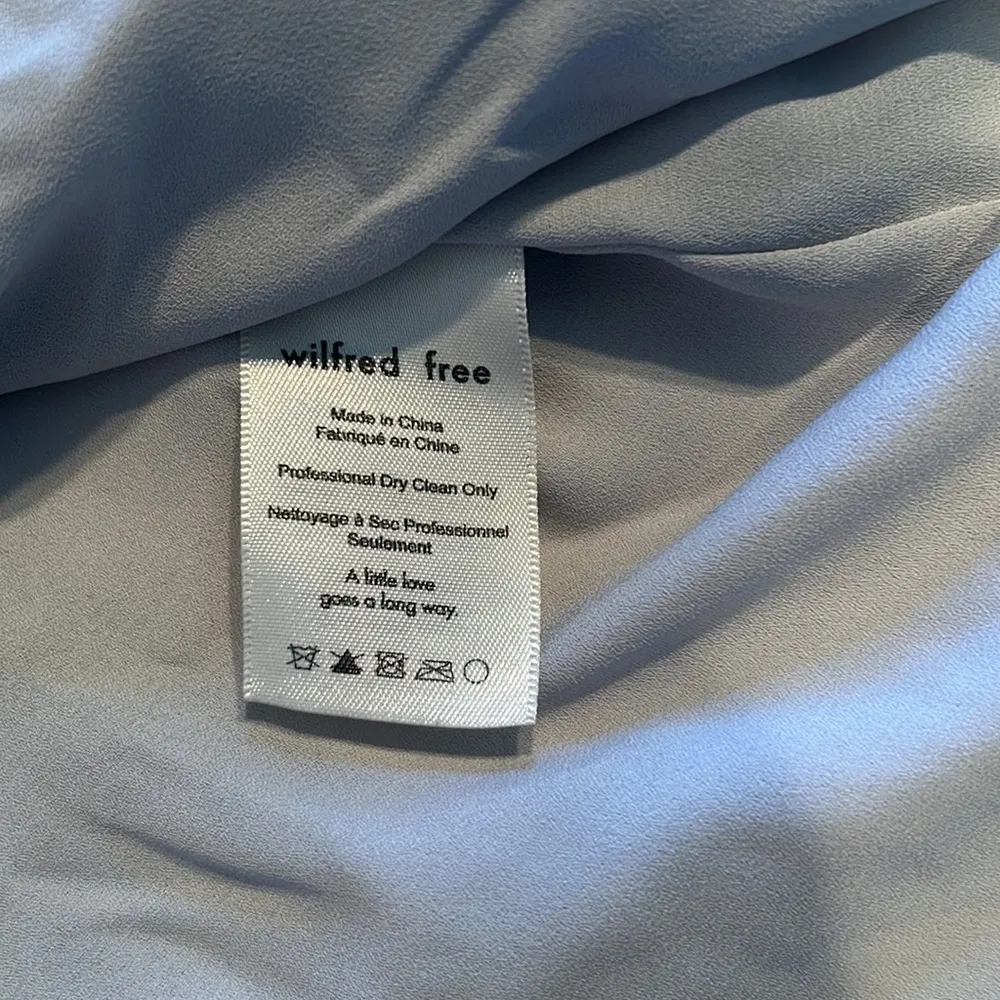 wilfred free
Made in China
Fabriqué en Chine
Professional Dry Clean Only
Nettoyage à Sec Professionnel
Seulement
A little love
goes a long way.